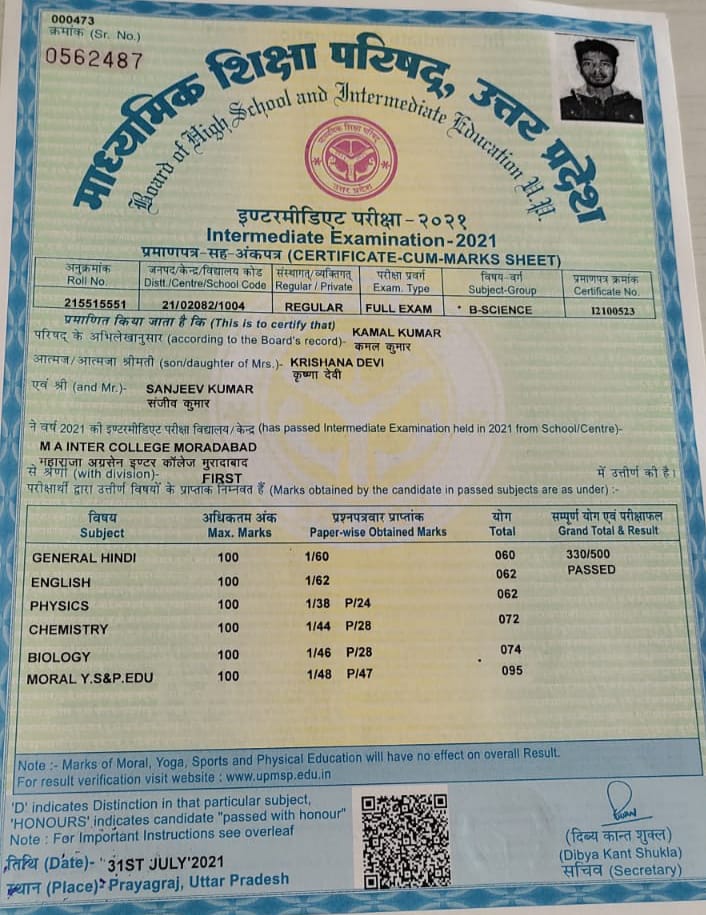 000473
क्रमांक (Sr. No.)
0562487
माध्यमिक शिक्षा परिषद्, उत्तर प्रदेश
Board of High School and Intermediate Education U.P.
माध्यमिक शिक्षा परिषद्
उत्तर प्रदेश
इण्टरमीडिएट परीक्षा-२०२१
Intermediate Examination-2021
प्रमाणपत्र-सह-अंकपत्र (CERTIFICATE-CUM-MARKS SHEET)
अनुक्रमांक जनपद/केन्द्र/विद्यालय कोड संस्थागत/व्यक्तिगत परीक्षा प्रवर्ग विषय-वर्ग प्रमाणपत्र क्रमांक
Roll No. Distt./Centre/School Code Regular / Private Exam. Type Subject-Group Certificate No.
215515551 21/02082/1004 REGULAR FULL EXAM B-SCIENCE 12100523
प्रमाणित किया जाता है कि (This is to certify that)
परिषद् के अभिलेखानुसार (according to the Board's record)- KAMAL KUMAR
कमल कुमार
आत्मज/आत्मजा श्रीमती (son/daughter of Mrs.)- KRISHANA DEVI
कृष्णा देवी
एवं श्री (and Mr.)- SANJEEV KUMAR
संजीव कुमार
ने वर्ष 2021 की इण्टरमीडिएट परीक्षा विद्यालय/केन्द्र (has passed Intermediate Examination held in 2021 from School/Centre)-
M A INTER COLLEGE MORADABAD
महाराजा अग्रसेन इण्टर कॉलेज मुरादाबाद
से श्रेणी (with division)- FIRST में उत्तीर्ण की है।
परीक्षार्थी द्वारा उत्तीर्ण विषयों के प्राप्तांक निम्नवत हैं (Marks obtained by the candidate in passed subjects are as under) :-
विषय अधिकतम अंक प्रश्नपत्रवार प्राप्तांक योग सम्पूर्ण योग एवं परीक्षाफल
Subject Max. Marks Paper-wise Obtained Marks Total Grand Total & Result
GENERAL HINDI 100 1/60 060 330/500
ENGLISH 100 1/62 062 PASSED
PHYSICS 100 1/38 P/24 062
CHEMISTRY 100 1/44 P/28 072
BIOLOGY 100 1/46 P/28 074
MORAL Y.S&P.EDU 100 1/48 P/47 095
Note :- Marks of Moral, Yoga, Sports and Physical Education will have no effect on overall Result.
For result verification visit website : www.upmsp.edu.in
'D' indicates Distinction in that particular subject,
'HONOURS' indicates candidate "passed with honour"
Note : For Important Instructions see overleaf
तिथि (Date)- 31ST JULY'2021
स्थान (Place)- Prayagraj, Uttar Pradesh
(दिब्य कान्त शुक्ल)
(Dibya Kant Shukla)
सचिव (Secretary)